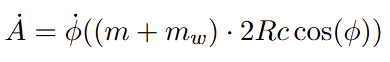 Ȧ = φ̇((m + m_w) · 2Rc cos(φ))